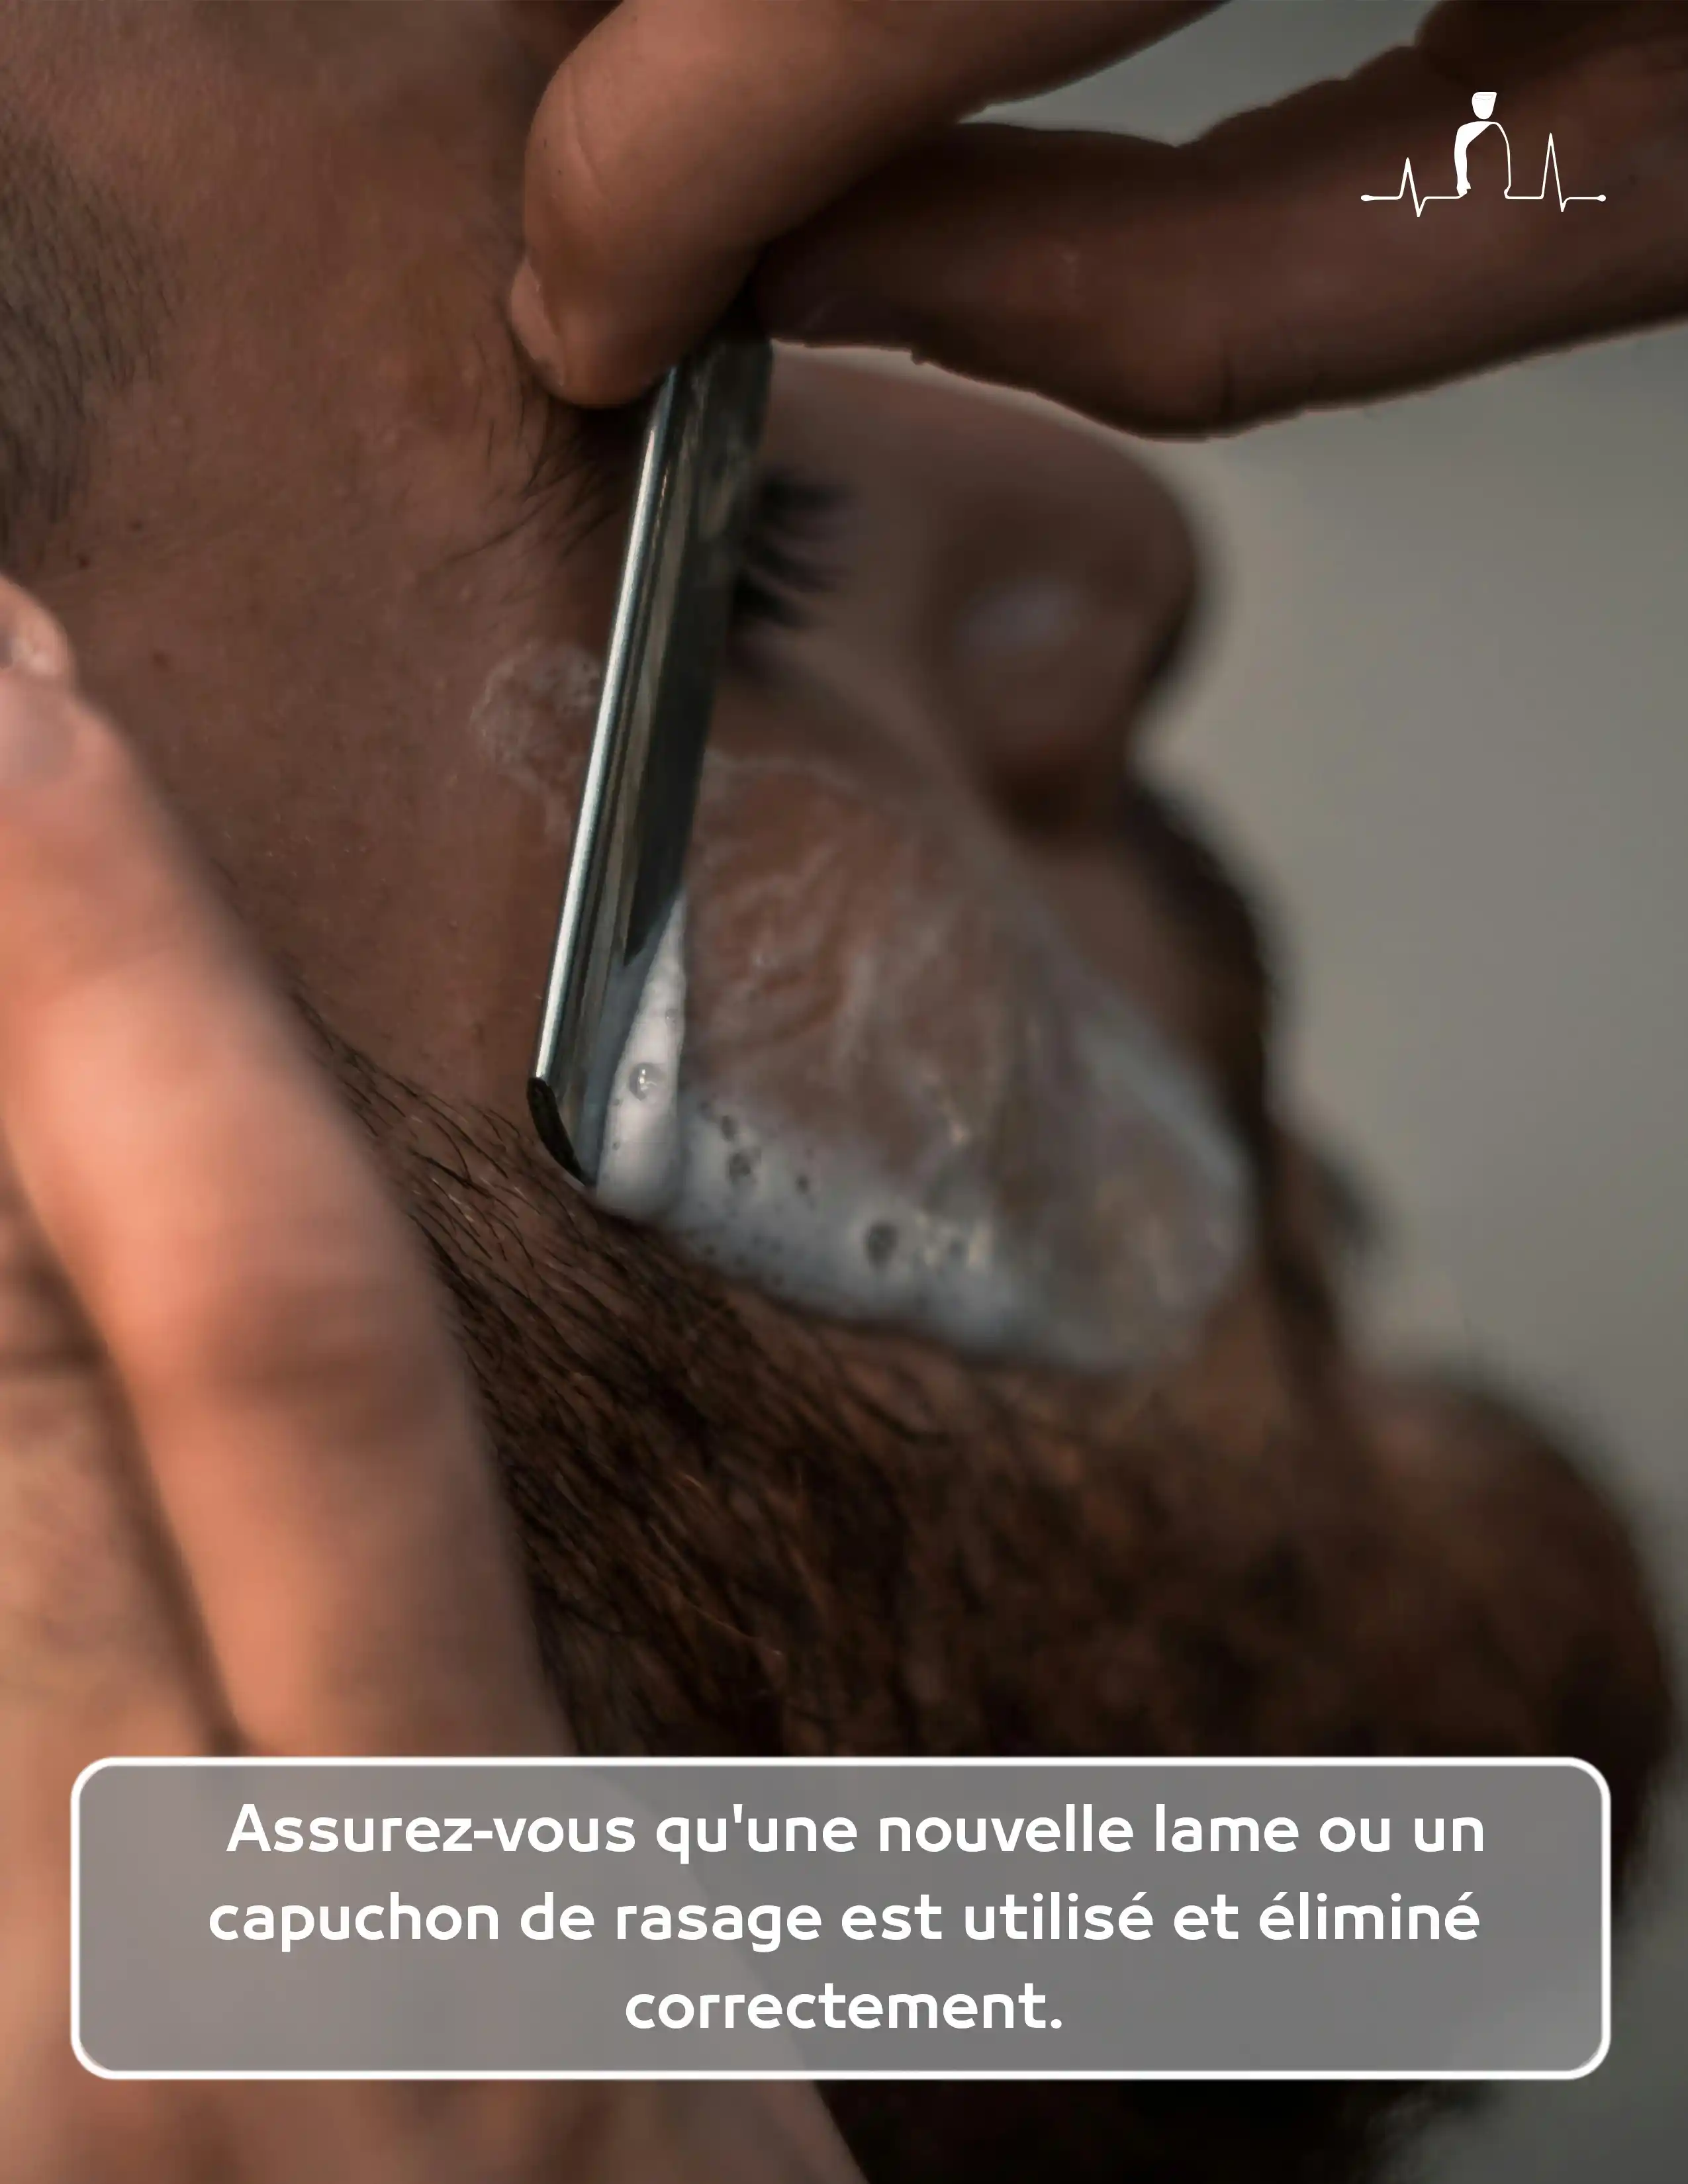 Assurez-vous qu'une nouvelle lame ou un
capuchon de rasage est utilisé et éliminé
correctement.